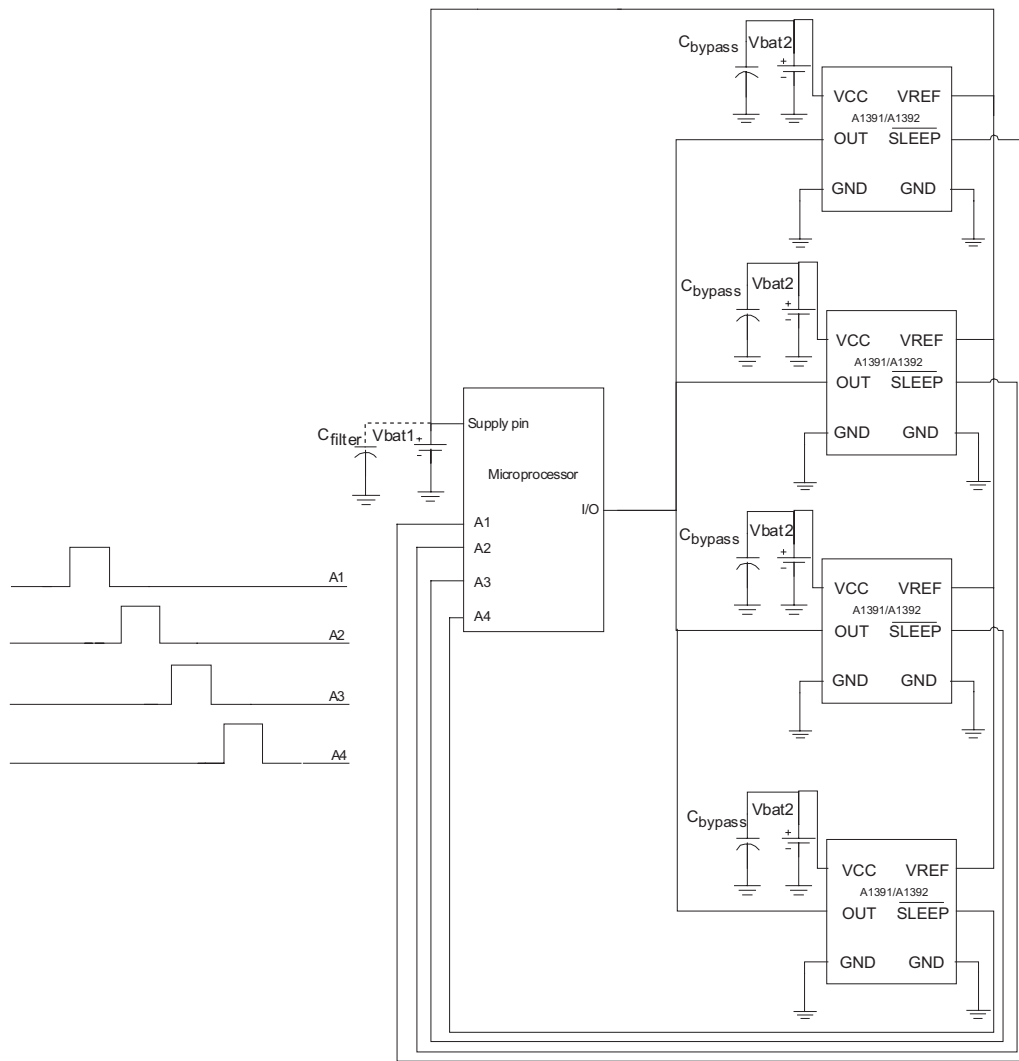 Cbypass Vbat2
+
-
VCC VREF
A1391/A1392
OUT SLEEP
GND GND
Cbypass Vbat2
+
-
VCC VREF
A1391/A1392
OUT SLEEP
GND GND
Cfilter Vbat1 +
-
Supply pin
Microprocessor
I/O
A1
A2
A3
A4
Cbypass Vbat2
+
-
VCC VREF
A1391/A1392
OUT SLEEP
GND GND
A1
A2
A3
A4
Cbypass Vbat2
+
-
VCC VREF
A1391/A1392
OUT SLEEP
GND GND